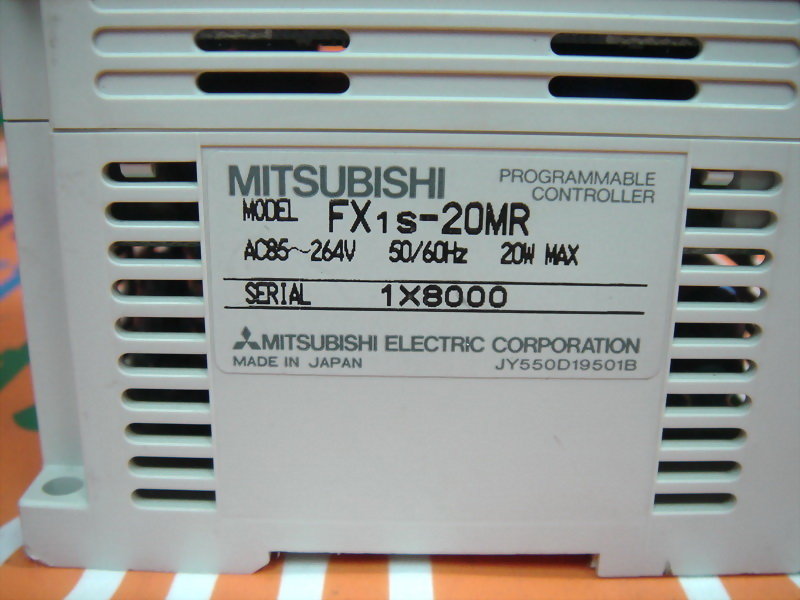 MITSUBISHI PROGRAMMABLE
CONTROLLER
MODEL FX1s-20MR
AC85~264V 50/60Hz 20W MAX
SERIAL 1X8000
MITSUBISHI ELECTRIC CORPORATION
MADE IN JAPAN JY550D19501B